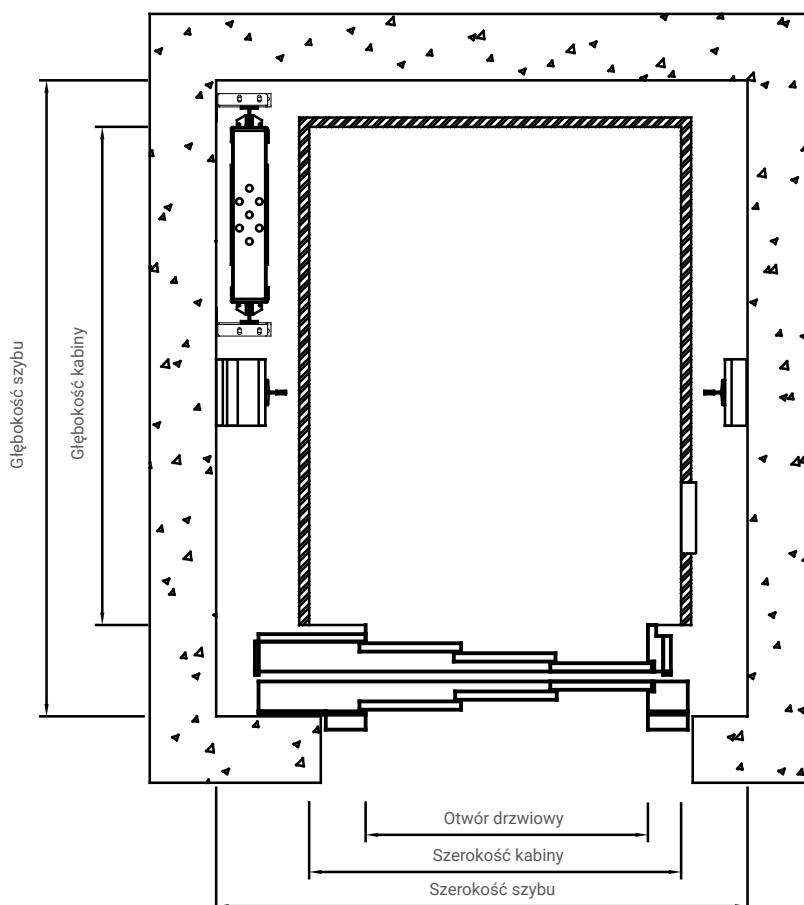 Głębokość szybu
Głębokość kabiny
Otwór drzwiowy
Szerokość kabiny
Szerokość szybu